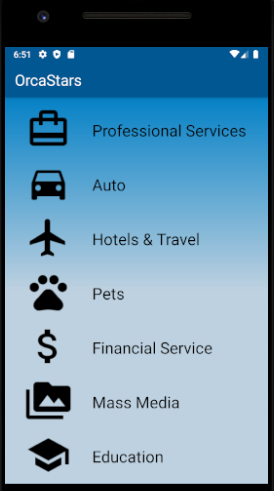 6:51
OrcaStars
Professional Services
Auto
Hotels & Travel
Pets
Financial Service
Mass Media
Education